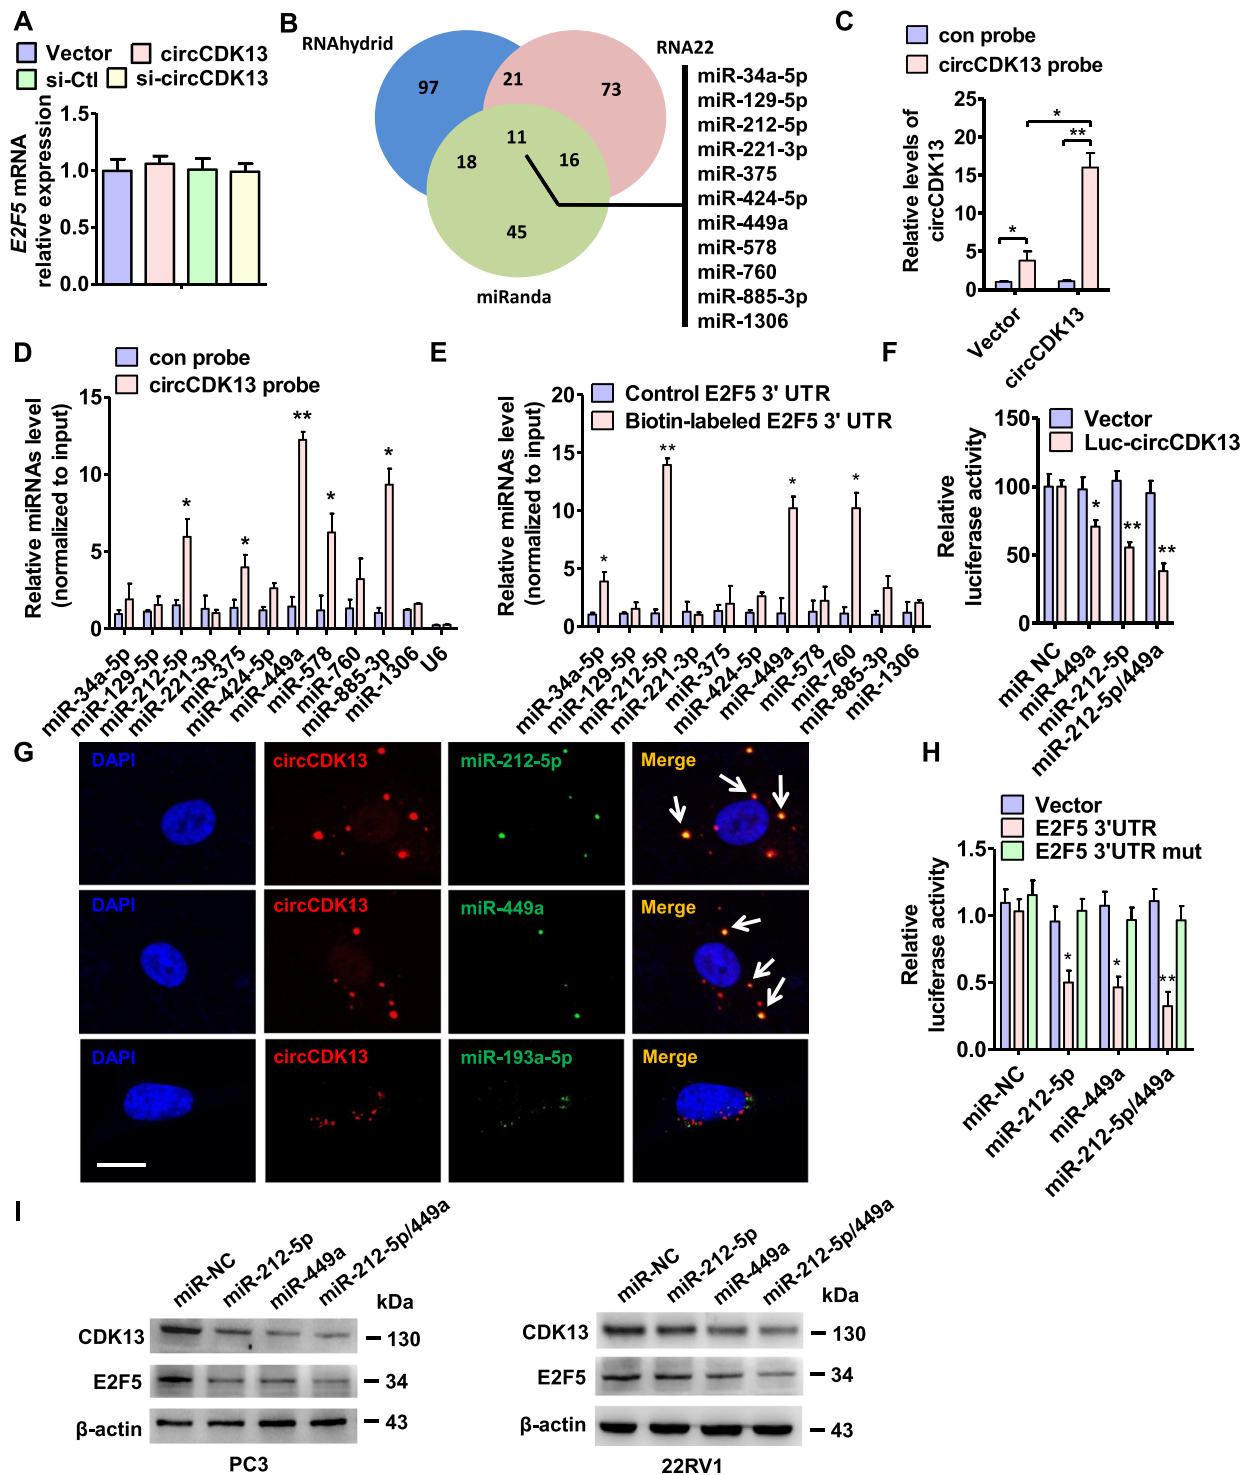 A
Vector
circCDK13
si-Ctl
si-circCDK13
E2F5 mRNA
relative expression
1.5
1.0
0.5
0.0
B
RNAhydrid
RNA22
97
21
73
11
18
16
45
miRanda
miR-34a-5p
miR-129-5p
miR-212-5p
miR-221-3p
miR-375
miR-424-5p
miR-449a
miR-578
miR-760
miR-885-3p
miR-1306
C
con probe
circCDK13 probe
Relative levels of
circCDK13
25
20
15
10
5
0
*
*
**
Vector
circCDK13
D
con probe
circCDK13 probe
Relative miRNAs level
(normalized to input)
15
10
5
0
*
*
**
*
*
miR-34a-5p
miR-129-5p
miR-212-5p
miR-221-3p
miR-375
miR-424-5p
miR-449a
miR-578
miR-760
miR-885-3p
miR-1306
U6
E
Control E2F5 3' UTR
Biotin-labeled E2F5 3' UTR
Relative miRNAs level
(normalized to input)
20
15
10
5
0
*
**
*
*
miR-34a-5p
miR-129-5p
miR-212-5p
miR-221-3p
miR-375
miR-424-5p
miR-449a
miR-578
miR-760
miR-885-3p
miR-1306
F
Vector
Luc-circCDK13
Relative
luciferase activity
150
100
50
0
*
**
**
miR NC
miR-449a
miR-212-5p
miR-212-5p/449a
G
DAPI
circCDK13
miR-212-5p
Merge
DAPI
circCDK13
miR-449a
Merge
DAPI
circCDK13
miR-193a-5p
Merge
H
Vector
E2F5 3'UTR
E2F5 3'UTR mut
Relative
luciferase activity
1.5
1.0
0.5
0.0
*
*
**
miR-NC
miR-212-5p
miR-449a
miR-212-5p/449a
I
miR-NC
miR-212-5p
miR-449a
miR-212-5p/449a
kDa
CDK13
130
E2F5
34
β-actin
43
PC3
miR-NC
miR-212-5p
miR-449a
miR-212-5p/449a
kDa
CDK13
130
E2F5
34
β-actin
43
22RV1